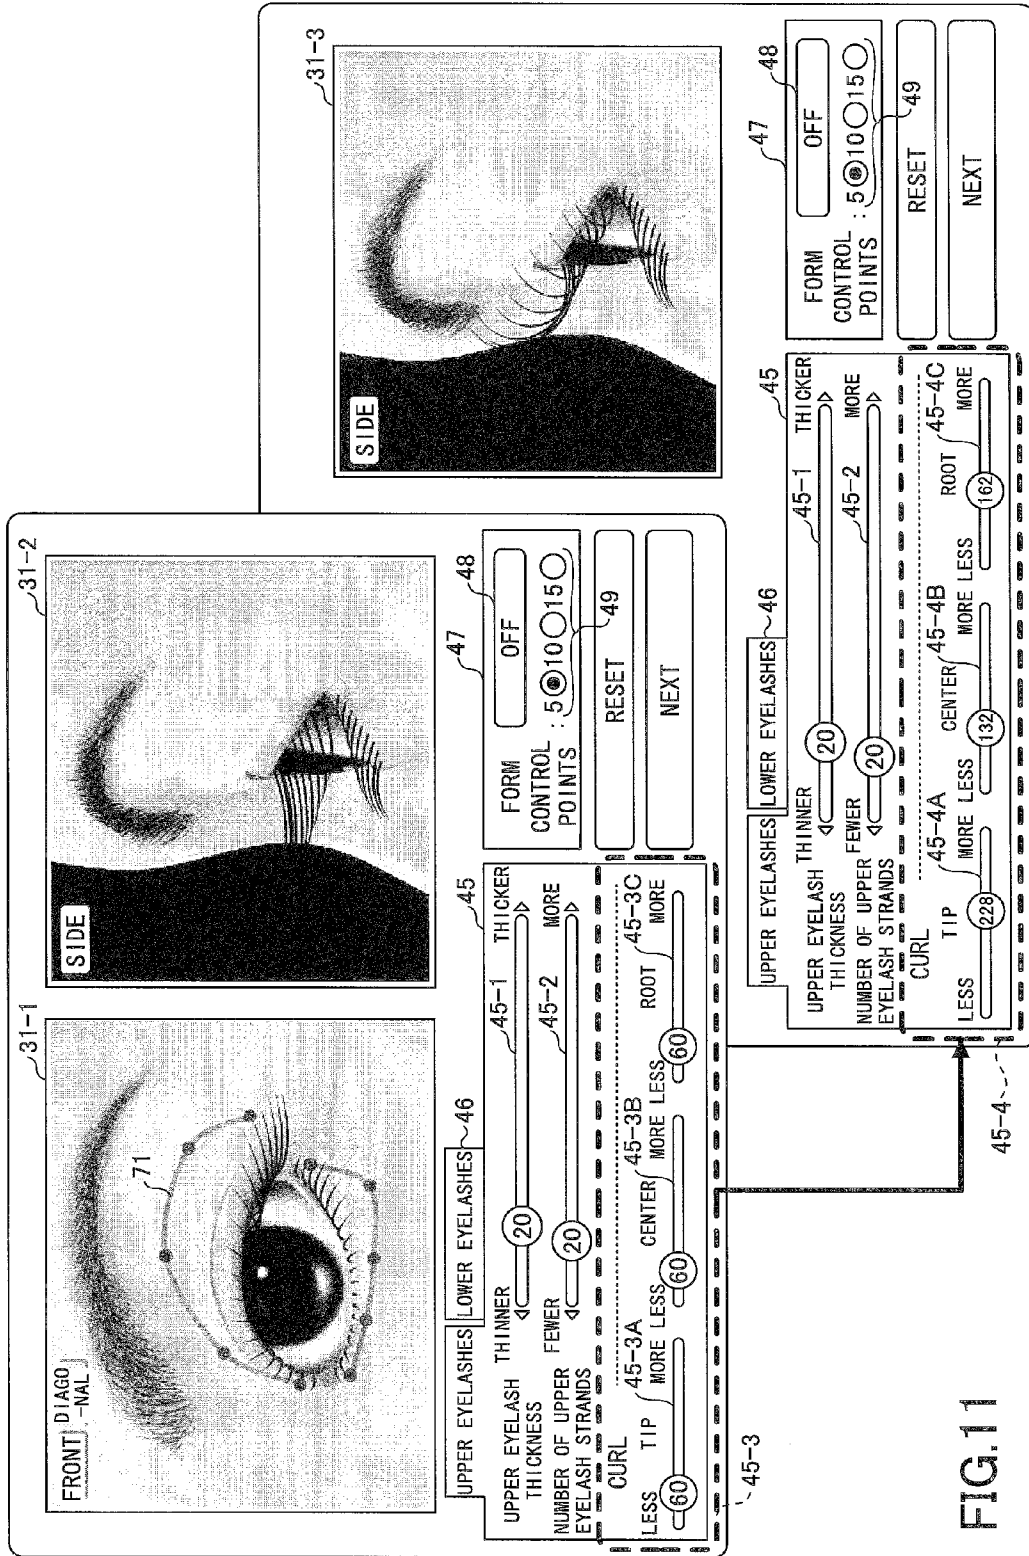 31-1
FRONT
DIAGO
-NAL
71
31-2
SIDE
UPPER EYELASHES
LOWER EYELASHES
46
45
UPPER EYELASH
THICKNESS
THINNER
20
45-1
THICKER
NUMBER OF UPPER
EYELASH STRANDS
FEWER
20
45-2
MORE
CURL
LESS
TIP
45-3A
MORE
60
LESS
CENTER
45-3B
MORE
60
LESS
ROOT
45-3C
MORE
60
45-3
47
FORM
CONTROL
POINTS
: 5 10 15
OFF
48
49
RESET
NEXT
31-3
SIDE
UPPER EYELASHES
LOWER EYELASHES
46
45
UPPER EYELASH
THICKNESS
THINNER
20
45-1
THICKER
NUMBER OF UPPER
EYELASH STRANDS
FEWER
20
45-2
MORE
CURL
LESS
TIP
45-4A
MORE
228
LESS
CENTER
45-4B
MORE
132
LESS
ROOT
45-4C
MORE
162
45-4
47
FORM
CONTROL
POINTS
: 5 10 15
OFF
48
49
RESET
NEXT
FIG.11